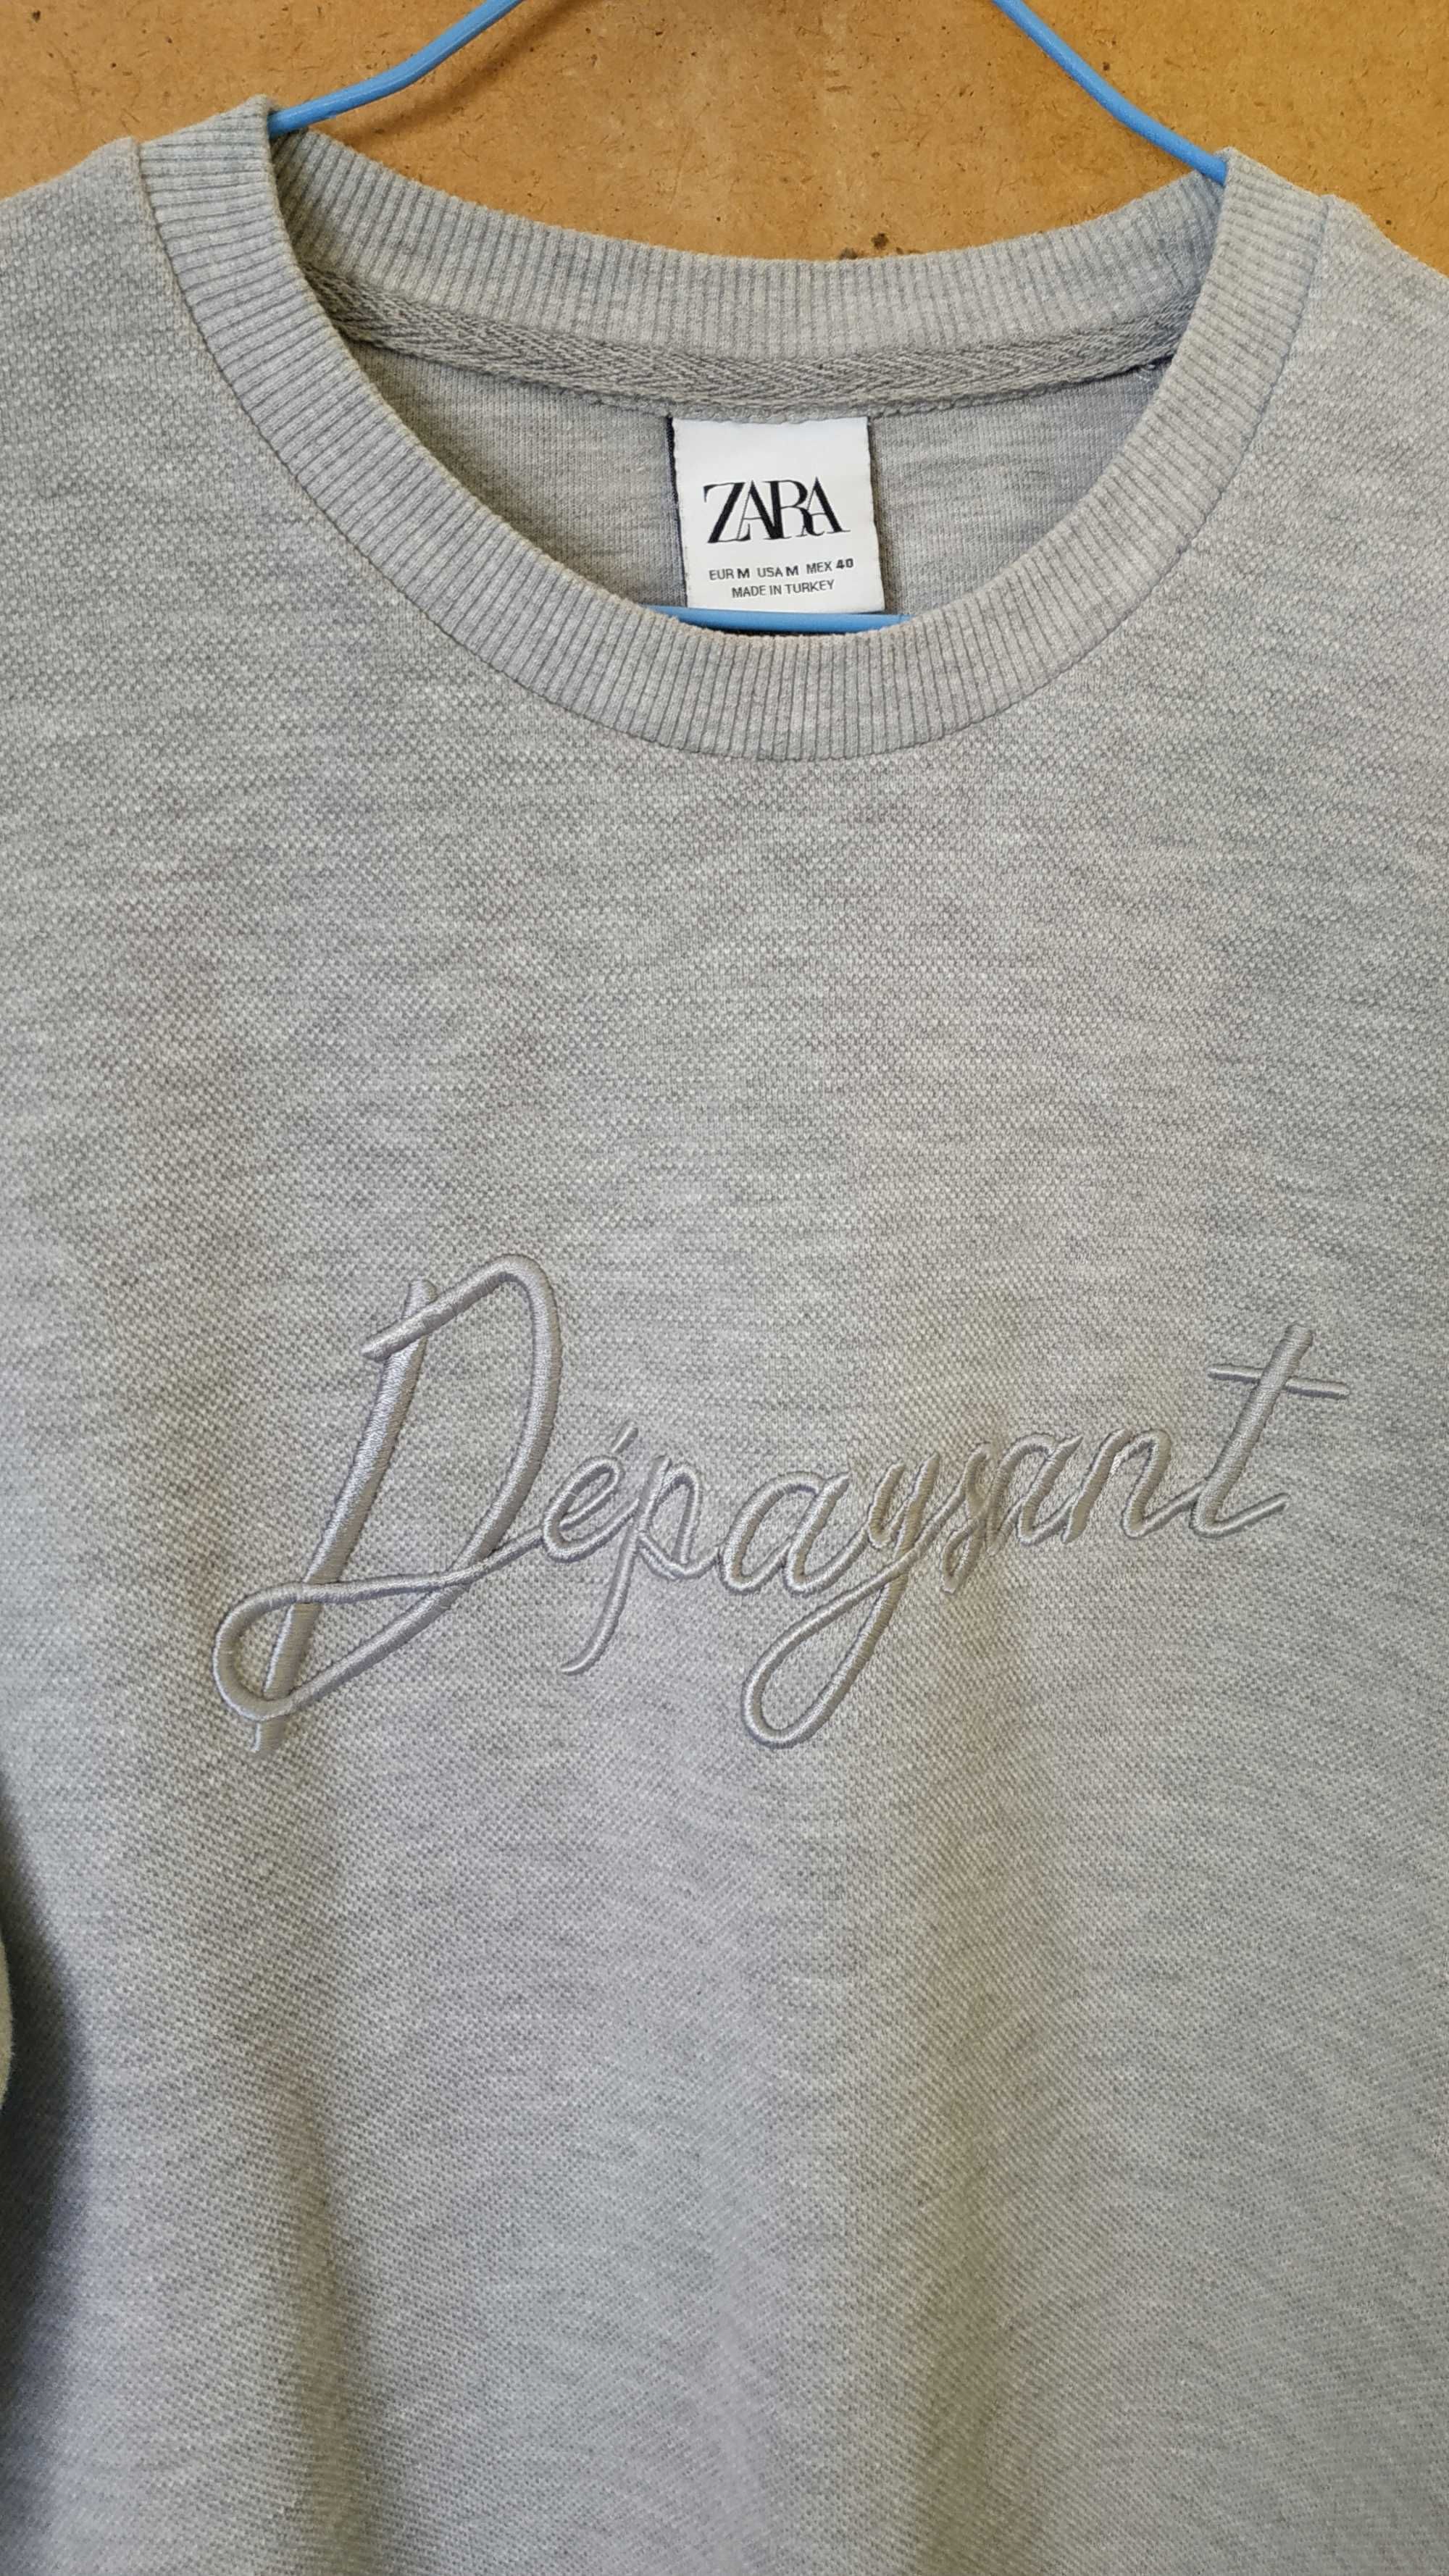 ZARA
EUR M USA M MEX 40
MADE IN TURKEY
Dépaysant